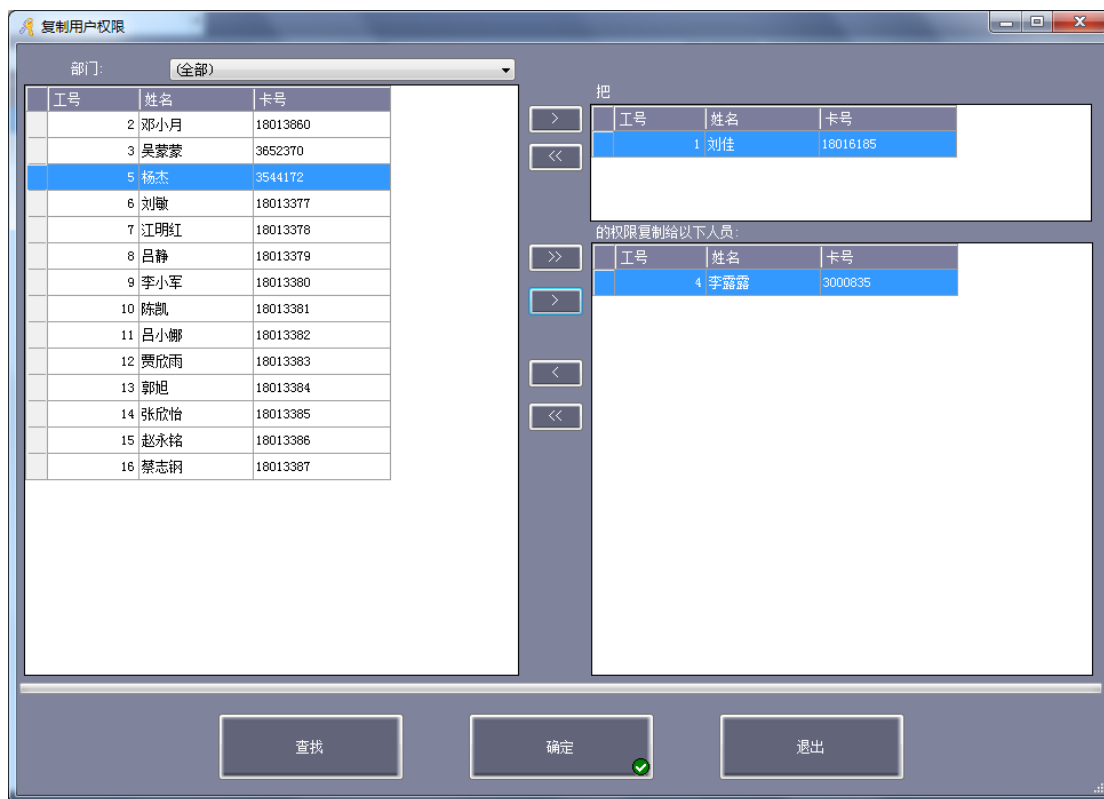 复制用户权限
部门: (全部)
工号 姓名 卡号
2 邓小月 18013860
3 吴蒙蒙 3652370
5 杨杰 3544172
6 刘敏 18013377
7 江明红 18013378
8 吕静 18013379
9 李小军 18013380
10 陈凯 18013381
11 吕小娜 18013382
12 贾欣雨 18013383
13 郭旭 18013384
14 张欣怡 18013385
15 赵永铭 18013386
16 蔡志钢 18013387
>
<<
>>
>
<
<<
把
工号 姓名 卡号
1 刘佳 18016185
的权限复制给以下人员:
工号 姓名 卡号
4 李露露 3000835
查找 确定 退出